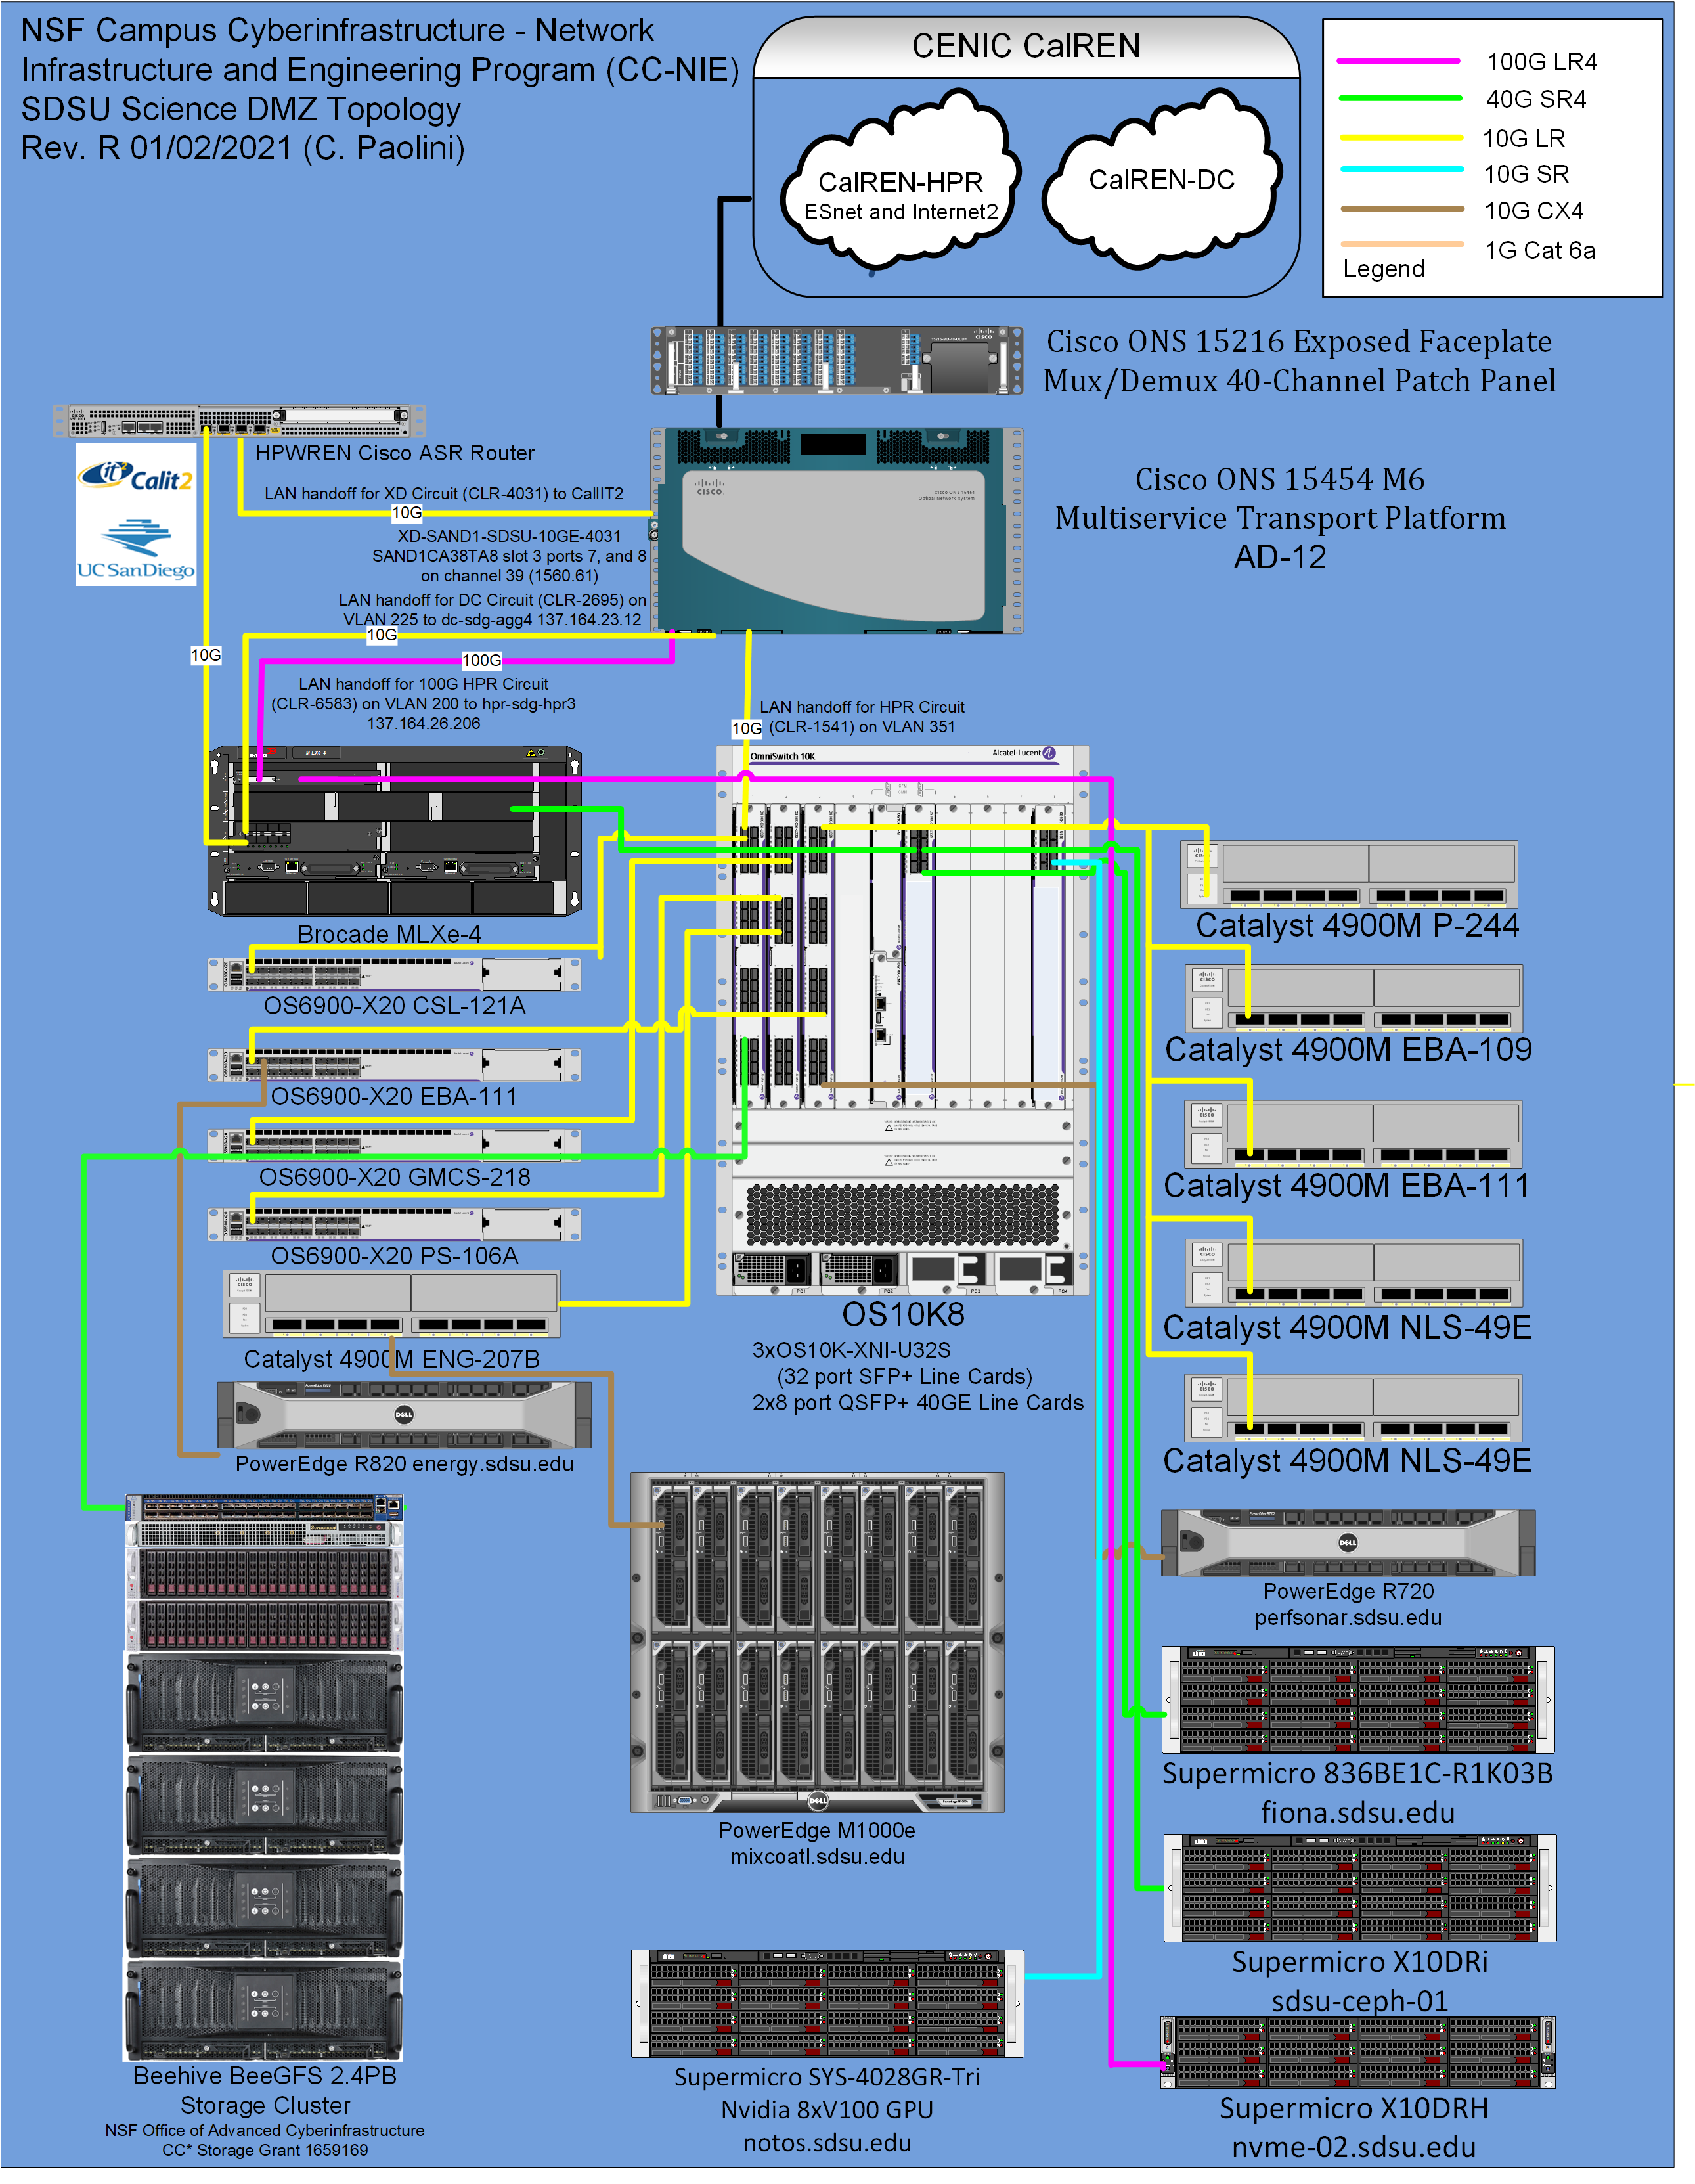 NSF Campus Cyberinfrastructure - Network
Infrastructure and Engineering Program (CC-NIE)
SDSU Science DMZ Topology
Rev. R 01/02/2021 (C. Paolini)
CENIC CalREN
CalREN-HPR
ESnet and Internet2
CalREN-DC
100G LR4
40G SR4
10G LR
10G SR
10G CX4
1G Cat 6a
Legend
Cisco ONS 15216 Exposed Faceplate
Mux/Demux 40-Channel Patch Panel
HPWREN Cisco ASR Router
Calit2
UC San Diego
LAN handoff for XD Circuit (CLR-4031) to CalIIT2
10G
XD-SAND1-SDSU-10GE-4031
SAND1CA38TA8 slot 3 ports 7, and 8
on channel 39 (1560.61)
LAN handoff for DC Circuit (CLR-2695) on
VLAN 225 to dc-sdg-agg4 137.164.23.12
10G
10G
100G
CISCO
Cisco ONS 15454
Optical Network System
Cisco ONS 15454 M6
Multiservice Transport Platform
AD-12
LAN handoff for 100G HPR Circuit
(CLR-6583) on VLAN 200 to hpr-sdg-hpr3
137.164.26.206
LAN handoff for HPR Circuit
10G (CLR-1541) on VLAN 351
MLXe-4
Brocade MLXe-4
OmniSwitch 10K
Alcatel-Lucent
OS6900-X20 CSL-121A
OS6900-X20 EBA-111
OS6900-X20 GMCS-218
OS6900-X20 PS-106A
Catalyst 4900M ENG-207B
PowerEdge R820 energy.sdsu.edu
OS10K8
3xOS10K-XNI-U32S
(32 port SFP+ Line Cards)
2x8 port QSFP+ 40GE Line Cards
Catalyst 4900M P-244
Catalyst 4900M EBA-109
Catalyst 4900M EBA-111
Catalyst 4900M NLS-49E
Catalyst 4900M NLS-49E
DELL
PowerEdge R720
perfsonar.sdsu.edu
Supermicro 836BE1C-R1K03B
fiona.sdsu.edu
Supermicro X10DRi
sdsu-ceph-01
Supermicro X10DRH
nvme-02.sdsu.edu
DELL
PowerEdge M1000e
mixcoatl.sdsu.edu
Supermicro SYS-4028GR-Tri
Nvidia 8xV100 GPU
notos.sdsu.edu
DELL
Beehive BeeGFS 2.4PB
Storage Cluster
NSF Office of Advanced Cyberinfrastructure
CC* Storage Grant 1659169